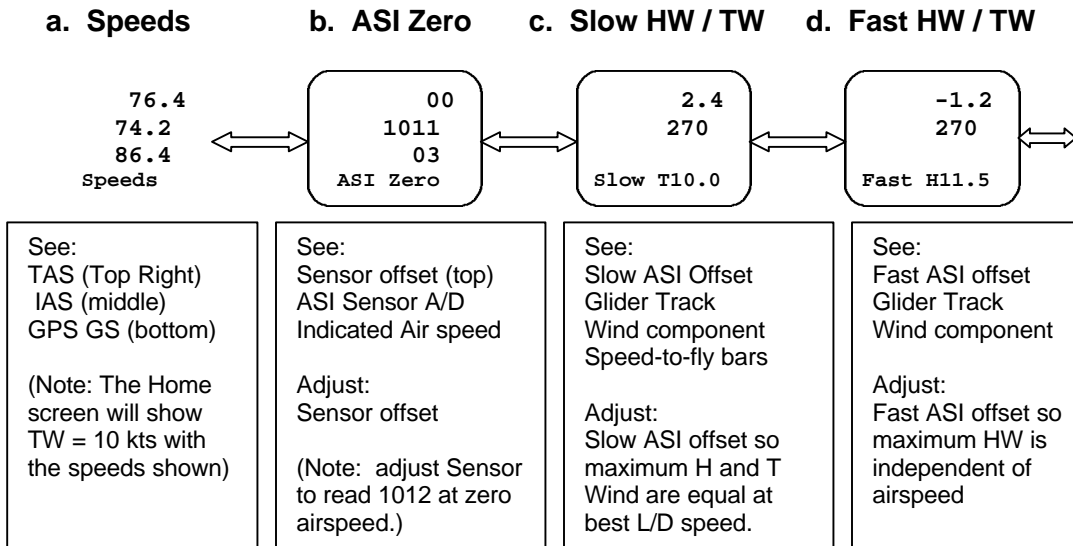 a. Speeds
b. ASI Zero
c. Slow HW / TW
d. Fast HW / TW
76.4
74.2
86.4
Speeds
00
1011
03
ASI Zero
2.4
270
Slow T10.0
-1.2
270
Fast H11.5
See:
TAS (Top Right)
IAS (middle)
GPS GS (bottom)
(Note: The Home
screen will show
TW = 10 kts with
the speeds shown)
See:
Sensor offset (top)
ASI Sensor A/D
Indicated Air speed
Adjust:
Sensor offset
(Note: adjust Sensor
to read 1012 at zero
airspeed.)
See:
Slow ASI Offset
Glider Track
Wind component
Speed-to-fly bars
Adjust:
Slow ASI offset so
maximum H and T
Wind are equal at
best L/D speed.
See:
Fast ASI offset
Glider Track
Wind component
Adjust:
Fast ASI offset so
maximum HW is
independent of
airspeed